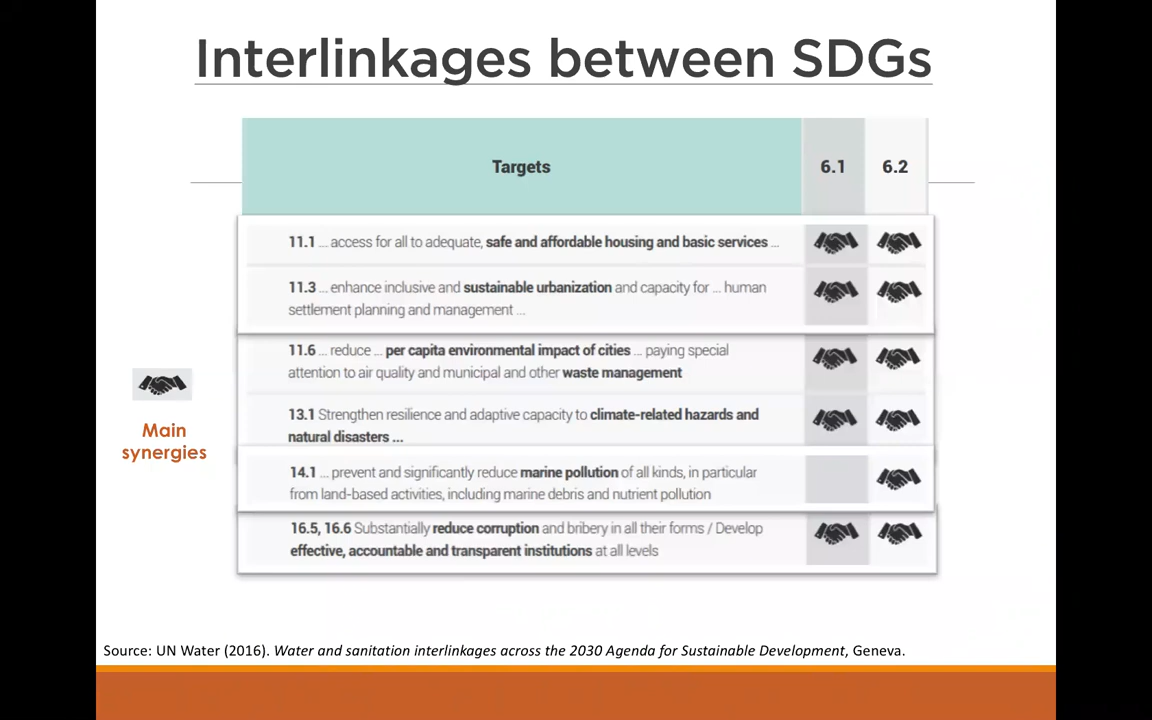 Interlinkages between SDGs
Targets 6.1 6.2
11.1 ... access for all to adequate, safe and affordable housing and basic services ...
11.3 ... enhance inclusive and sustainable urbanization and capacity for ... human
settlement planning and management ...
11.6 ... reduce ... per capita environmental impact of cities ... paying special
attention to air quality and municipal and other waste management
13.1 Strengthen resilience and adaptive capacity to climate-related hazards and
natural disasters ...
14.1 ... prevent and significantly reduce marine pollution of all kinds, in particular
from land-based activities, including marine debris and nutrient pollution
16.5, 16.6 Substantially reduce corruption and bribery in all their forms / Develop
effective, accountable and transparent institutions at all levels
Main
synergies
Source: UN Water (2016). Water and sanitation interlinkages across the 2030 Agenda for Sustainable Development, Geneva.